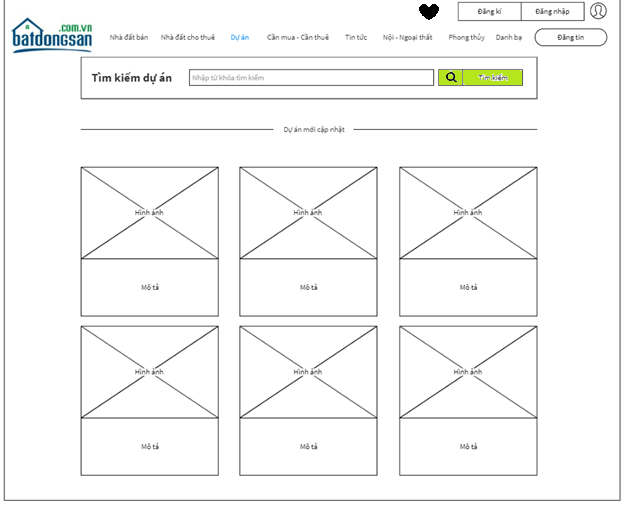 Đăng kí Đăng nhập
.com.vn
batdongsan
Nhà đất bán Nhà đất cho thuê Dự án Cần mua - Cần thuê Tin tức Nội - Ngoại thất Phong thủy Danh bạ Đăng tin
Tìm kiếm dự án Nhập từ khóa tìm kiếm Tìm kiếm
Dự án mới cập nhật
Hình ảnh Hình ảnh Hình ảnh
Mô tả Mô tả Mô tả
Hình ảnh Hình ảnh Hình ảnh
Mô tả Mô tả Mô tả